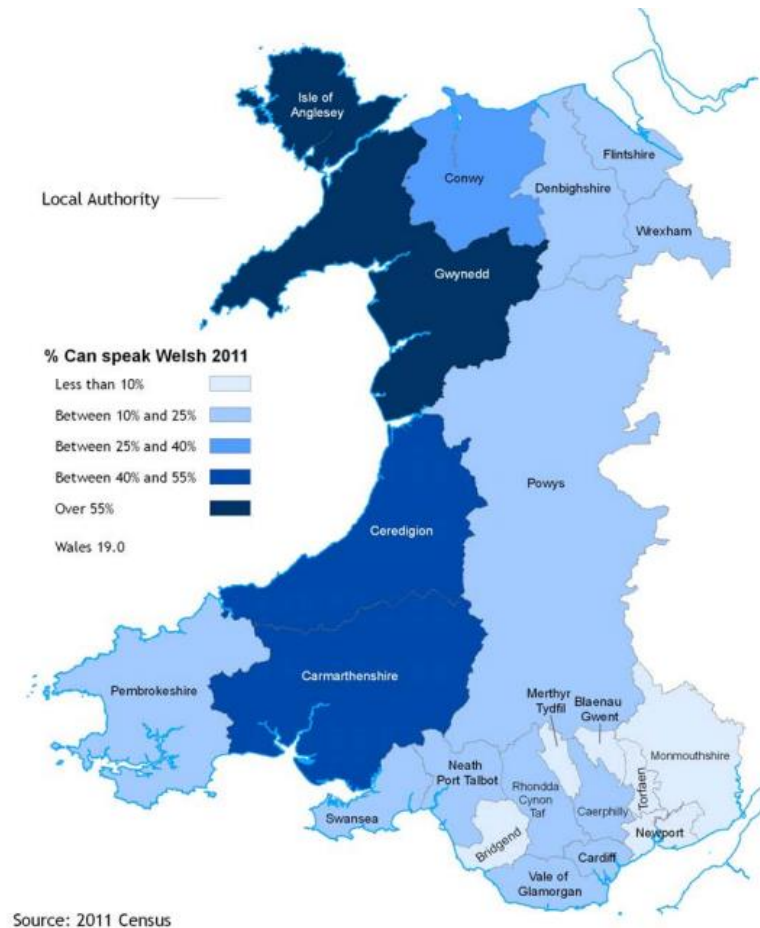 Isle of
Anglesey
Flintshire
Conwy
Denbighshire
Local Authority
Wrexham
Gwynedd
% Can speak Welsh 2011
Less than 10%
Between 10% and 25%
Between 25% and 40%
Between 40% and 55%
Over 55%
Wales 19.0
Powys
Ceredigion
Carmarthenshire
Pembrokeshire
Merthyr
Tydfil
Blaenau
Gwent
Monmouthshire
Neath
Port Talbot
Rhondda
Cynon
Taf
Torfaen
Caerphilly
Swansea
Newport
Bridgend
Cardiff
Vale of
Glamorgan
Source: 2011 Census